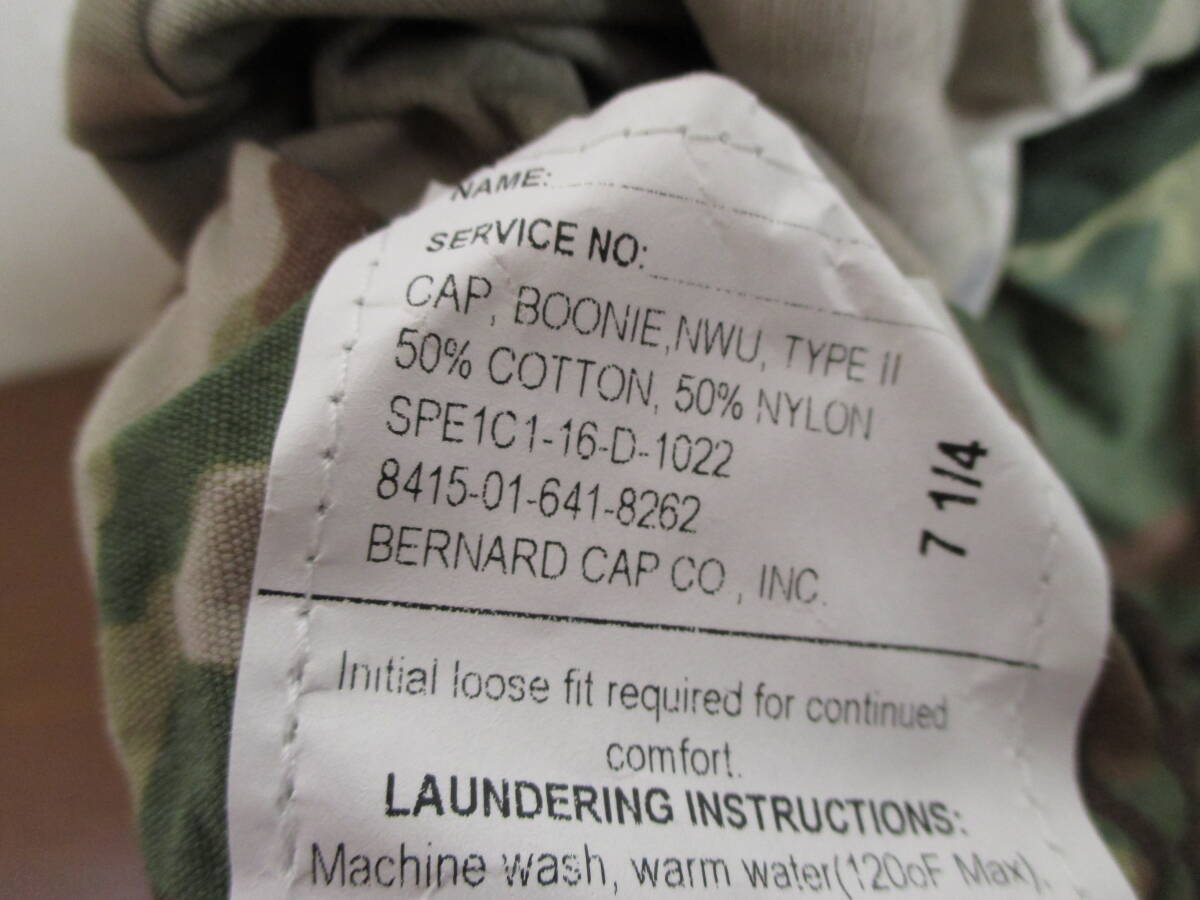 NAME:
SERVICE NO:
CAP, BOONIE,NWU, TYPE II
50% COTTON, 50% NYLON
SPE1C1-16-D-1022
8415-01-641-8262
BERNARD CAP CO, INC.
7 1/4
Initial loose fit required for continued
comfort.
LAUNDERING INSTRUCTIONS:
Machine wash, warm water(120oF Max).